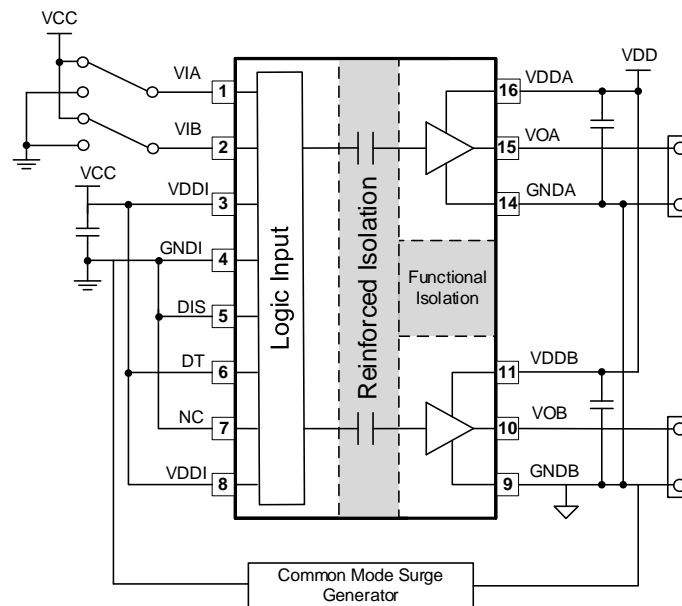 VCC
VIA
1
VIB
2
VCC
VDDI
3
GNDI
4
DIS
5
DT
6
NC
7
VDDI
8
Logic Input
Reinforced Isolation
Functional
Isolation
VDD
VDDA
16
VOA
15
GNDA
14
VDDB
11
VOB
10
GNDB
9
Common Mode Surge
Generator